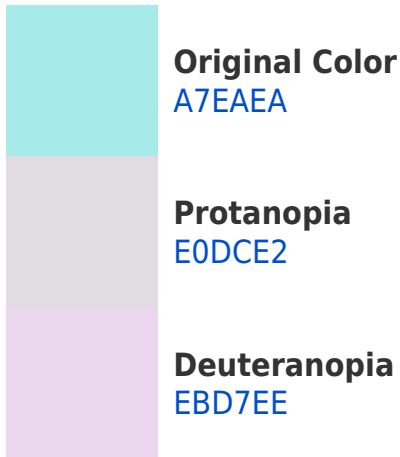 Original Color
A7EAEA
Protanopia
E0DCE2
Deuteranopia
EBD7EE